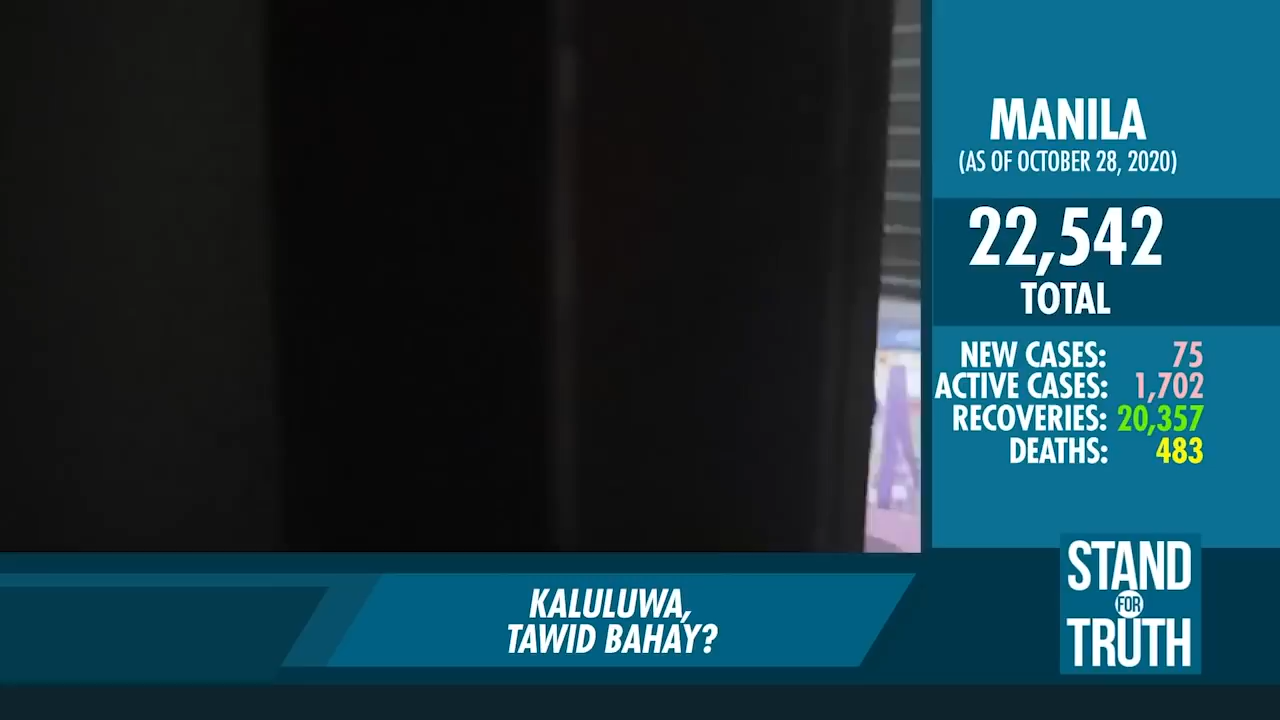 MANILA
(AS OF OCTOBER 28, 2020)
22,542
TOTAL
NEW CASES: 75
ACTIVE CASES: 1,702
RECOVERIES: 20,357
DEATHS: 483
KALULUWA,
TAWID BAHAY?
STAND
FOR
TRUTH